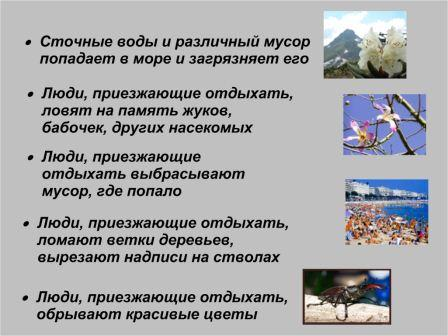 • Сточные воды и различный мусор
попадает в море и загрязняет его
• Люди, приезжающие отдыхать,
ловят на память жуков,
бабочек, других насекомых
• Люди, приезжающие
отдыхать выбрасывают
мусор, где попало
• Люди, приезжающие отдыхать,
ломают ветки деревьев,
вырезают надписи на стволах
• Люди, приезжающие отдыхать,
обрывают красивые цветы